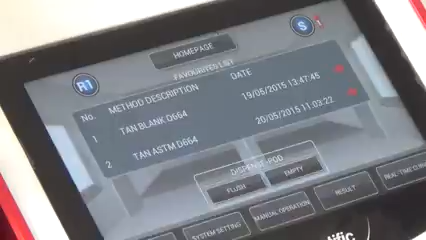 HOMEPAGE
R1
S
FAVOURITED LIST
No. METHOD DESCRIPTION DATE
1 TAN BLANK D664 19/05/2015 13:47:45
2 TAN ASTM D664 20/05/2015 11:03:22
DISPENSE-POD
FLUSH EMPTY
SYSTEM SETTING MANUAL OPERATION RESULT REAL-TIME
tific